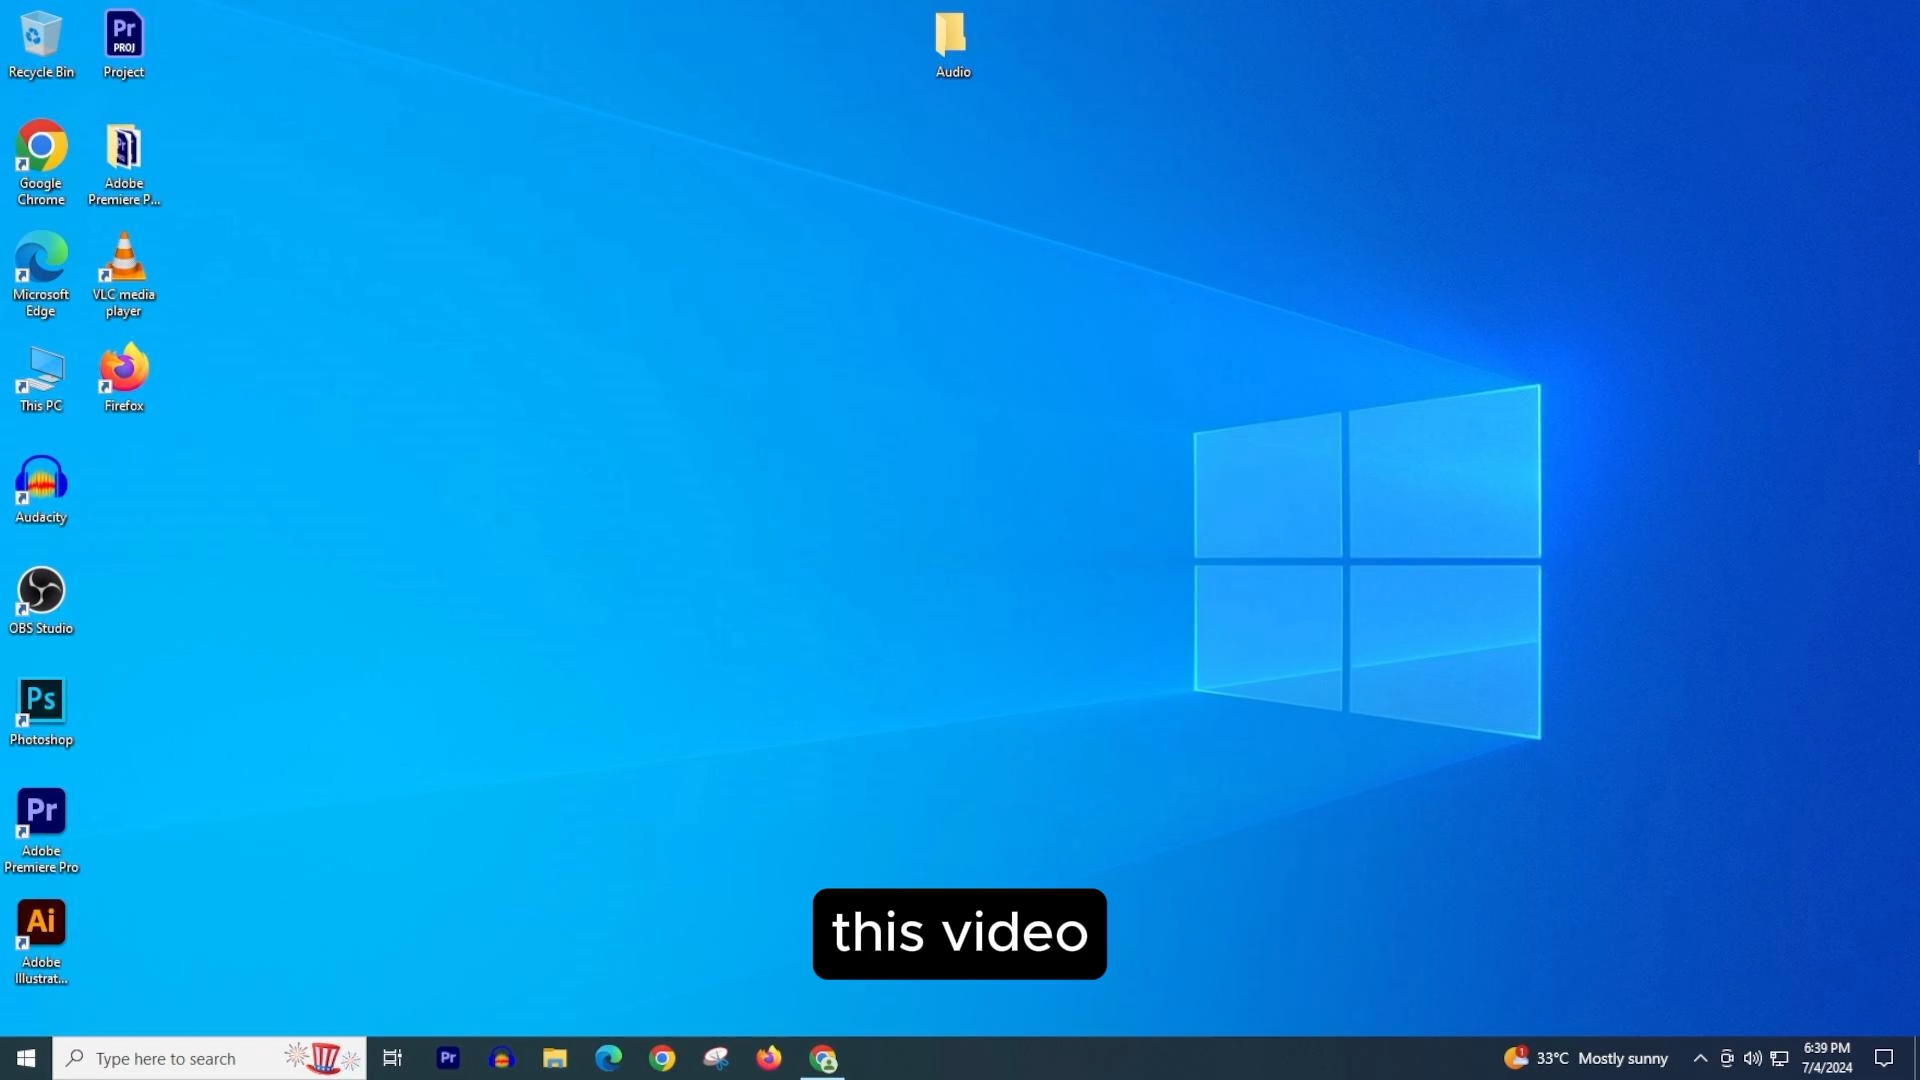 Recycle Bin
Pr
PROJ
Project
Audio
Google
Chrome
Adobe
Premiere P...
Microsoft
Edge
VLC media
player
This PC
Firefox
Audacity
OBS Studio
Ps
Photoshop
Pr
Adobe
Premiere Pro
Ai
Adobe
Illustrat...
this video
Type here to search
Pr
1
33°C Mostly sunny
6:39 PM
7/4/2024